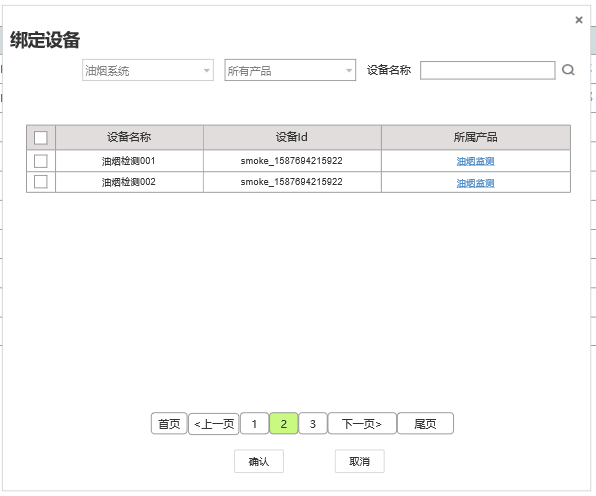 ×
绑定设备
油烟系统 所有产品 设备名称
设备名称 设备Id 所属产品
油烟检测001 smoke_1587694215922 油烟监测
油烟检测002 smoke_1587694215922 油烟监测
首页 <上一页 1 2 3 下一页> 尾页
确认 取消